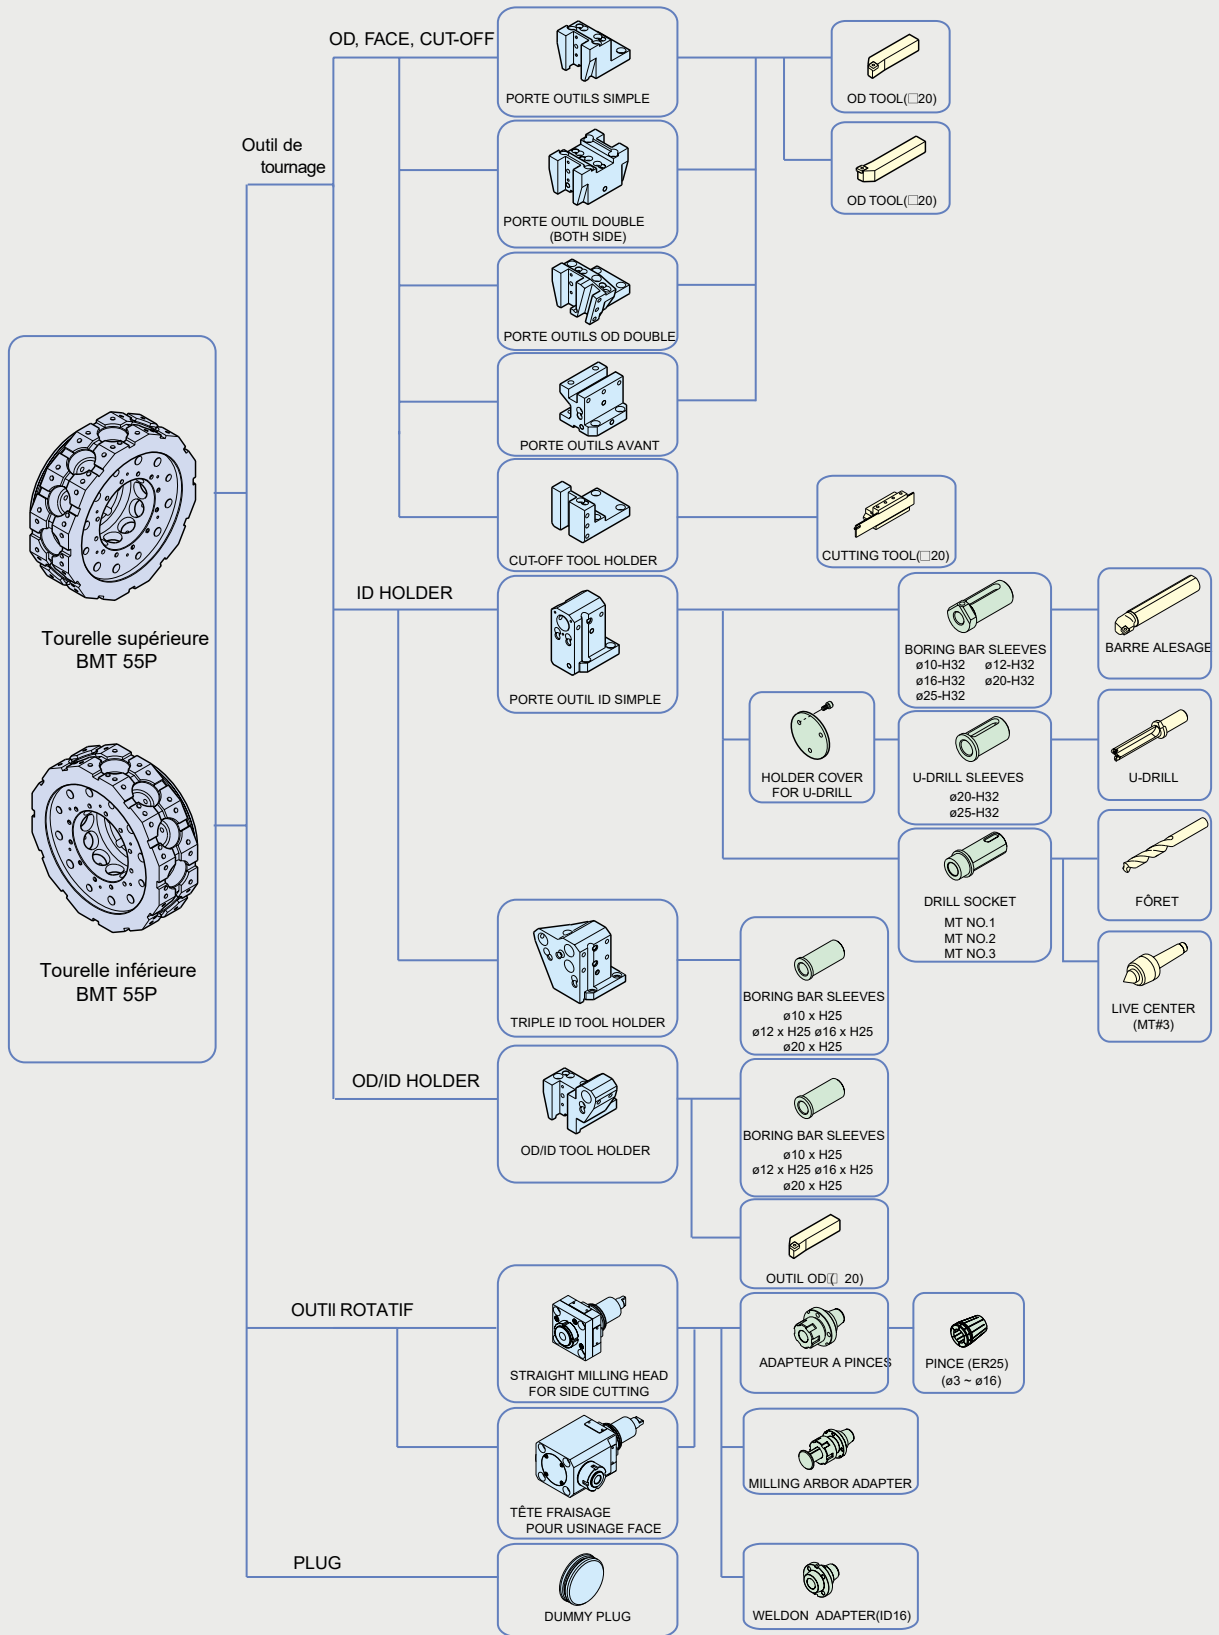 OD, FACE, CUT-OFF
PORTE OUTILS SIMPLE
OD TOOL(□20)
Outil de
tournage
OD TOOL(□20)
PORTE OUTIL DOUBLE
(BOTH SIDE)
PORTE OUTILS OD DOUBLE
PORTE OUTILS AVANT
CUT-OFF TOOL HOLDER
CUTTING TOOL(□20)
Tourelle supérieure
BMT 55P
ID HOLDER
PORTE OUTIL ID SIMPLE
BORING BAR SLEEVES
ø10-H32 ø12-H32
ø16-H32 ø20-H32
ø25-H32
BARRE ALESAGE
HOLDER COVER
FOR U-DRILL
U-DRILL SLEEVES
ø20-H32
ø25-H32
U-DRILL
DRILL SOCKET
MT NO.1
MT NO.2
MT NO.3
FÔRET
LIVE CENTER
(MT#3)
Tourelle inférieure
BMT 55P
TRIPLE ID TOOL HOLDER
BORING BAR SLEEVES
ø10 x H25
ø12 x H25 ø16 x H25
ø20 x H25
OD/ID HOLDER
OD/ID TOOL HOLDER
BORING BAR SLEEVES
ø10 x H25
ø12 x H25 ø16 x H25
ø20 x H25
OUTIL OD(□ 20)
OUTIl ROTATIF
STRAIGHT MILLING HEAD
FOR SIDE CUTTING
ADAPTEUR A PINCES
PINCE (ER25)
(ø3 ~ ø16)
TÊTE FRAISAGE
POUR USINAGE FACE
MILLING ARBOR ADAPTER
PLUG
DUMMY PLUG
WELDON ADAPTER(ID16)